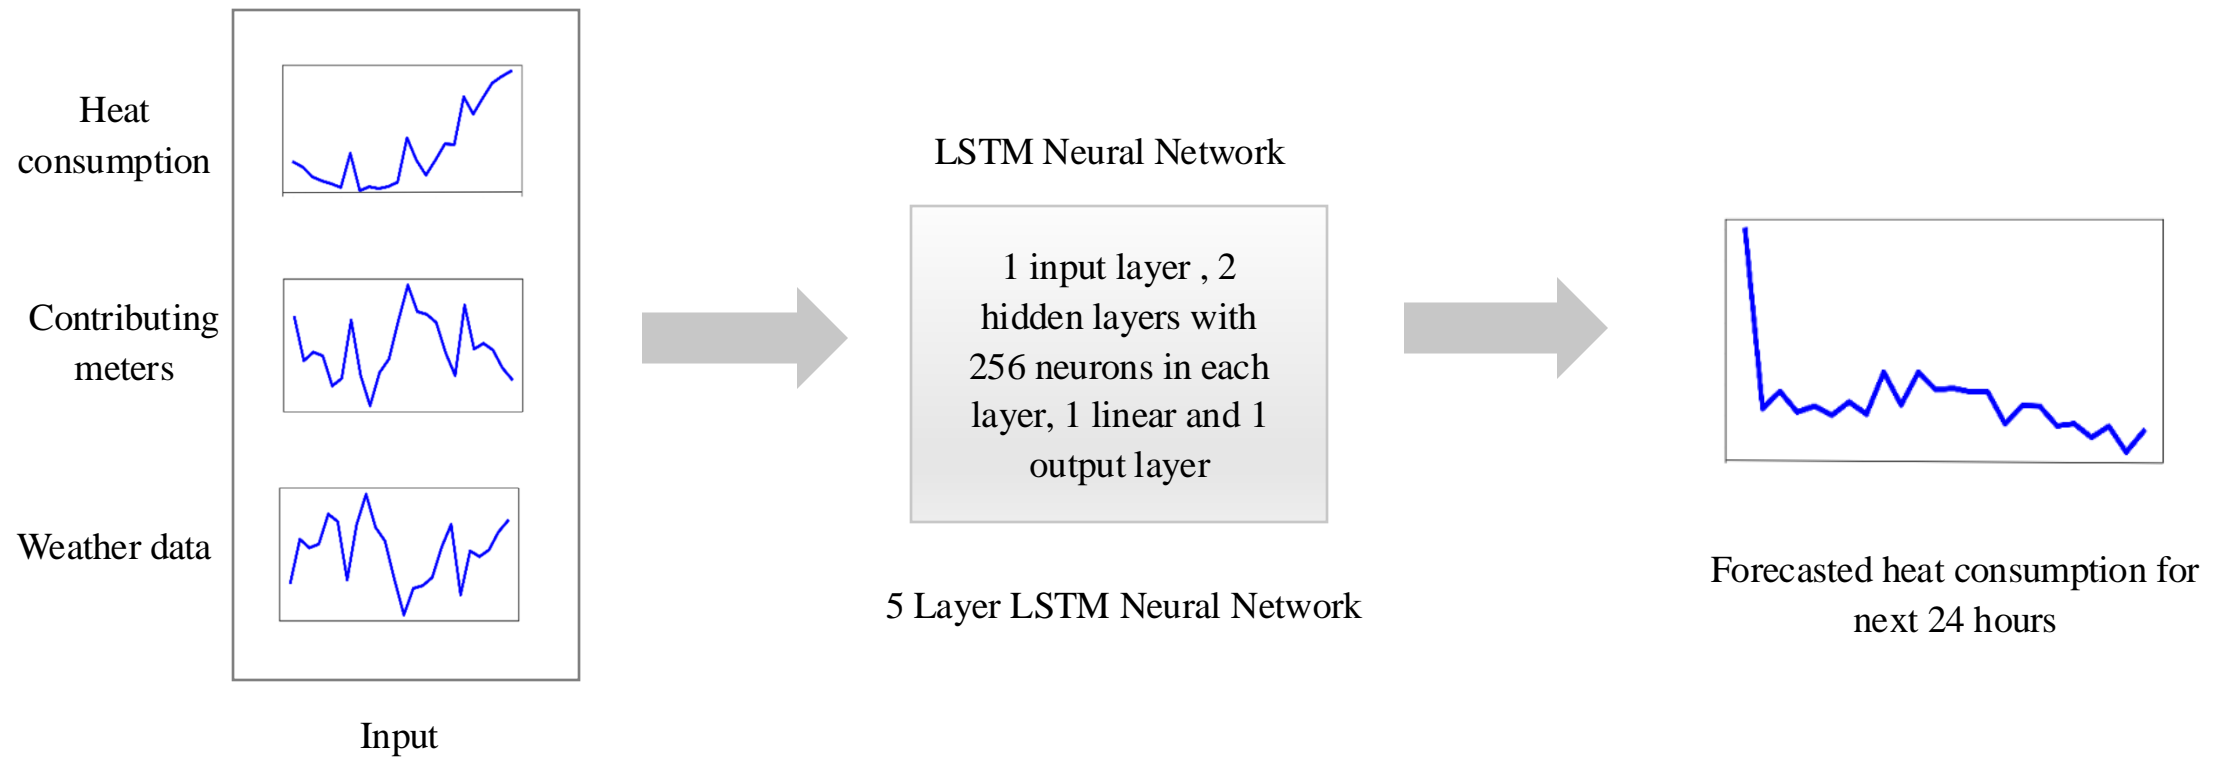 Heat
consumption
Contributing
meters
Weather data
Input
LSTM Neural Network
1 input layer , 2
hidden layers with
256 neurons in each
layer, 1 linear and 1
output layer
5 Layer LSTM Neural Network
Forecasted heat consumption for
next 24 hours